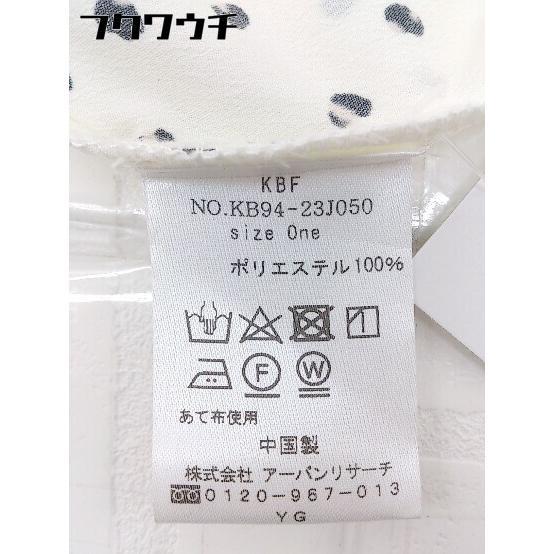 フクウウチ
KBF
NO.KB94-23J050
size One
ポリエステル100%
F
W
あて布使用
中国製
株式会社 アーバンリサーチ
0120-967-013
YG